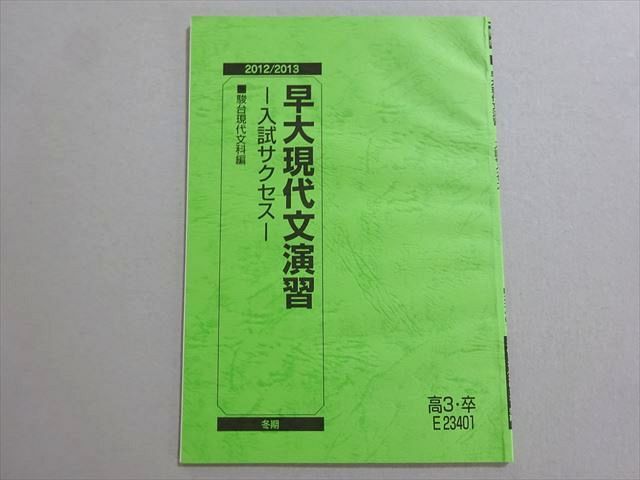 2012/2013
早大現代文演習
―入試サクセス―
■駿台現代文科編
冬期
高3・卒
E23401